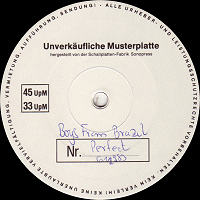 VERMIETUNG, AUFFÜHRUNG, SENDUNG! - ALLE URHEBER- UND LEISTUNGSSCHUTZRECHTE VORBEHALTEN. KEIN VERLEIH! KEINE UNERLAUBTE VERVIELFÄLTIGUNG,
Unverkäufliche Musterplatte
hergestellt von der Schallplatten-Fabrik Sonopress
45 UpM
33 UpM
Boys From Brazil
Nr. Perfect